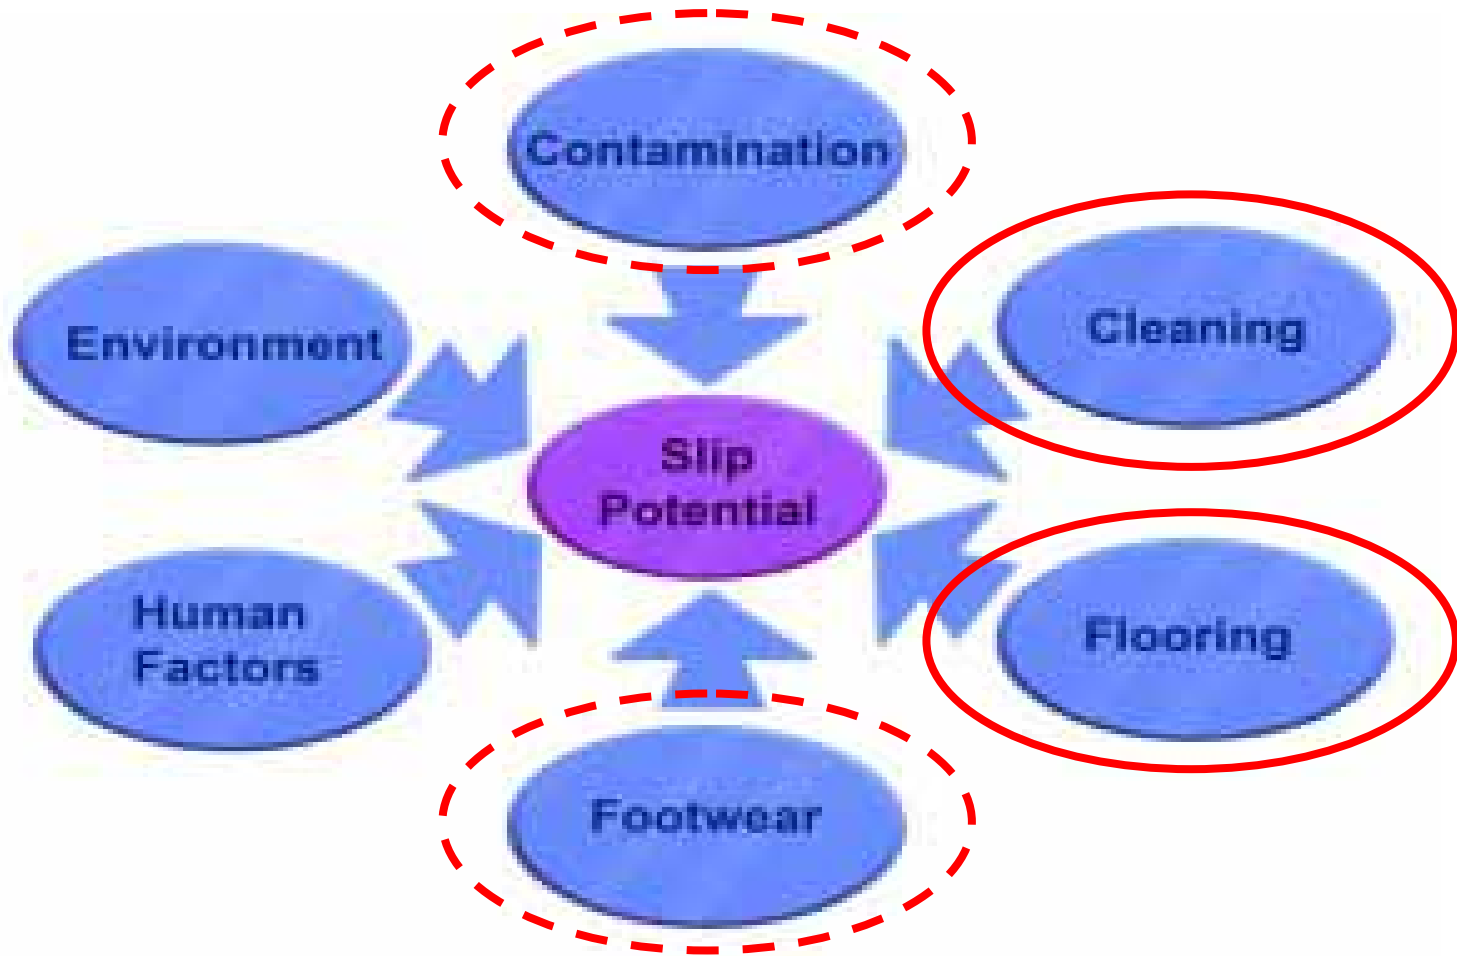 Contamination
Cleaning
Environment
Slip
Potential
Human
Factors
Flooring
Footwear